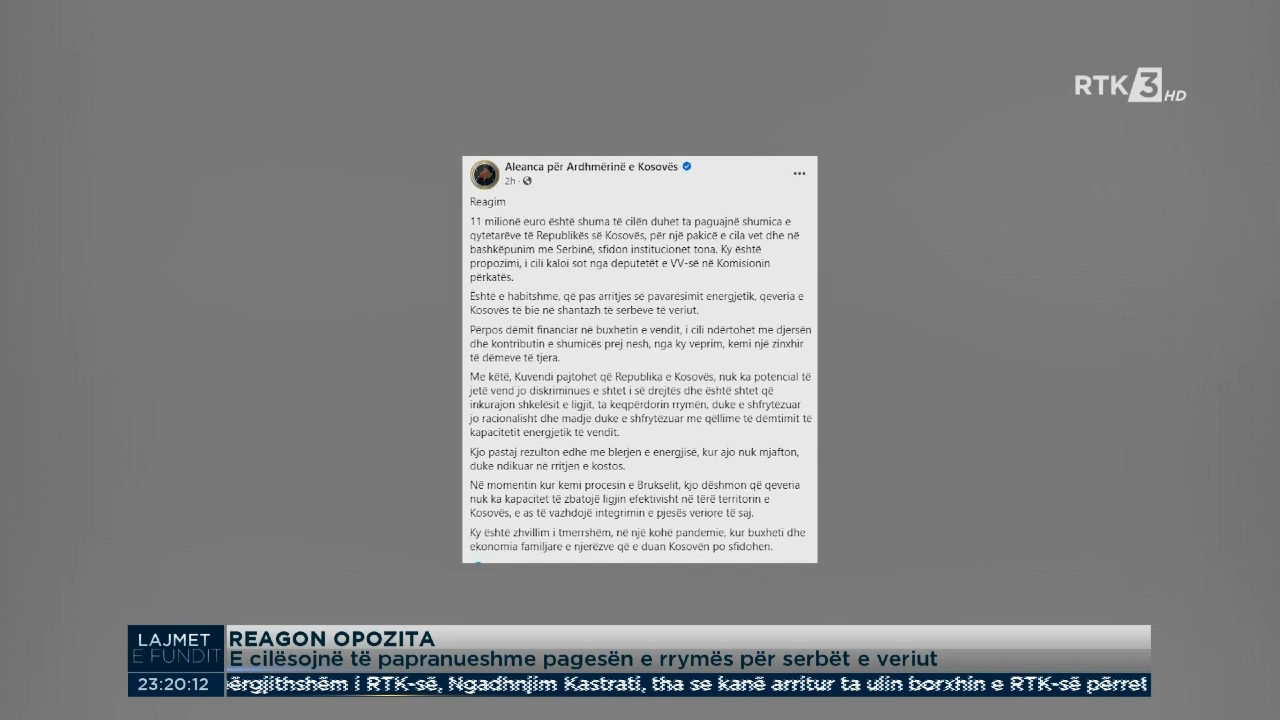 RTK 3 HD
Aleanca për Ardhmërinë e Kosovës
2h ·
Reagim
11 milionë euro është shuma të cilën duhet ta paguajnë shumica e
qytetarëve të Republikës së Kosovës, për një pakicë e cila vet dhe në
bashkëpunim me Serbinë, sfidon institucionet tona. Ky është
propozimi, i cili kaloi sot nga deputetët e VV-së në Komisionin
përkatës.
Është e habitshme, që pas arritjes së pavarësimit energjetik, qeveria e
Kosoves të bie në shantazh të serbëve të veriut.
Përpos dëmit financiar në buxhetin e vendit, i cili ndërtohet me djersën
dhe kontributin e shumicës prej nesh, nga ky veprim, kemi një zinxhir
të dëmeve të tjera.
Me këtë, Kuvendi pajtohet që Republika e Kosovës, nuk ka potencial të
jetë vend jo diskriminues e shtet i së drejtës dhe është shtet që
inkurajon shkelësit e ligjit, ta keqpërdorin rrymën, duke e shfrytëzuar
jo racionalisht dhe madje duke e shfrytëzuar me qëllime të dëmtimit të
kapacitetit energjetik të vendit.
Kjo pastaj rezulton edhe me blerjen e energjisë, kur ajo nuk mjafton,
duke ndikuar në rritjen e kostos.
Në momentin kur kemi procesin e Brukselit, kjo dëshmon që qeveria
nuk ka kapacitet të zbatojë ligjin efektivisht në tërë territorin e
Kosovës, e as të vazhdojë integrimin e pjesës veriore të saj.
Ky është zhvillim i tmerrshëm, në një kohë pandemie, kur buxheti dhe
ekonomia familjare e njerëzve që e duan Kosovën po sfidohen.
LAJMET
E FUNDIT
REAGON OPOZITA
E cilësojnë të papranueshme pagesën e rrymës për serbët e veriut
23:20:12
ërgjithshëm i RTK-së, Ngadhnjim Kastrati, tha se kanë arritur ta ulin borxhin e RTK-së përret